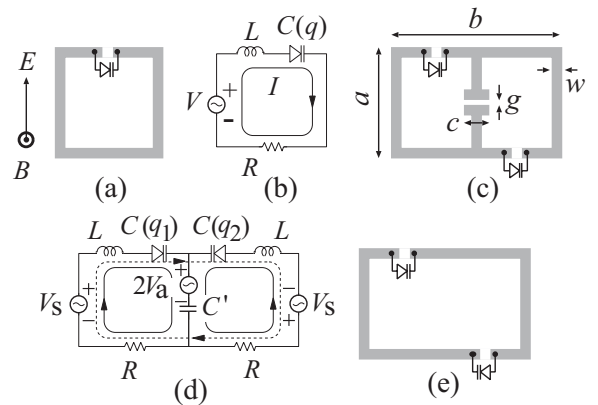 E
B
(a)
L
C(q)
V
+
-
I
R
(b)
b
a
c
g
w
(c)
L
C(q1)
C(q2)
L
Vs
+
−
+
2Va
−
C'
−
+
Vs
R
R
(d)
(e)